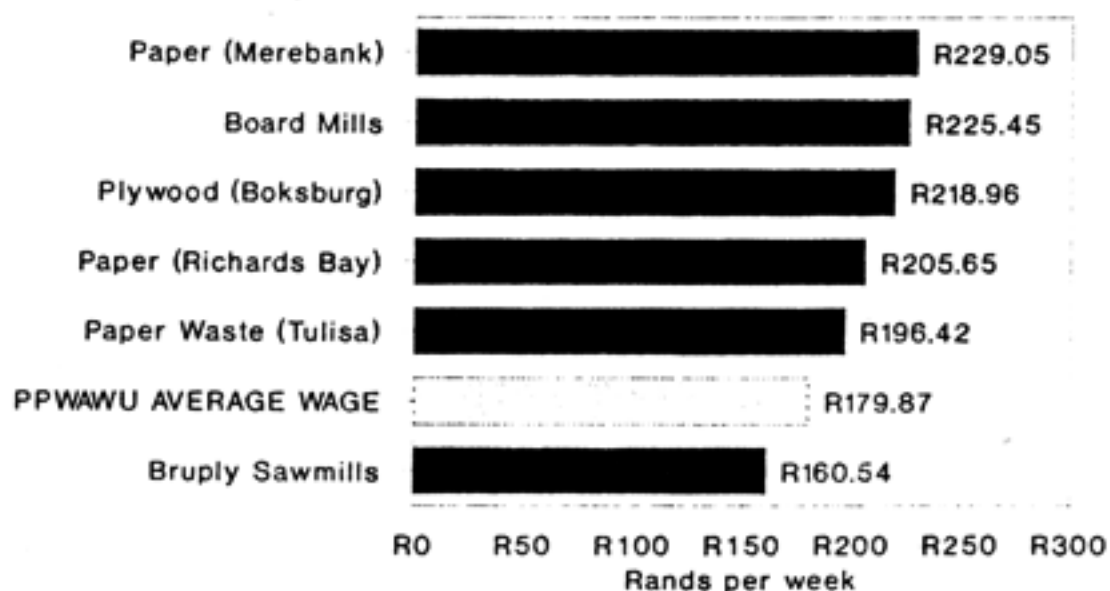 Paper (Merebank) R229.05
Board Mills R225.45
Plywood (Boksburg) R218.96
Paper (Richards Bay) R205.65
Paper Waste (Tulisa) R196.42
PPWAWU AVERAGE WAGE R179.87
Bruply Sawmills R160.54
R0 R50 R100 R150 R200 R250 R300
Rands per week